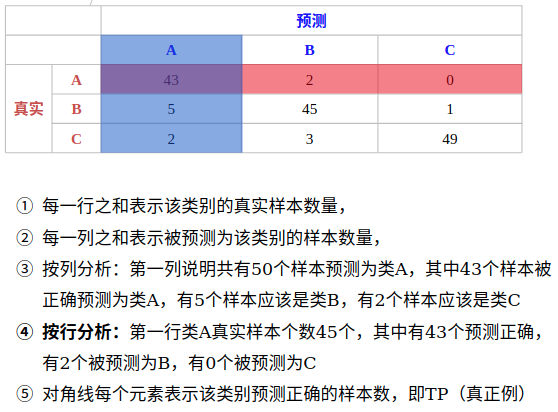 预测
A B C
A 43 2 0
真实 B 5 45 1
C 2 3 49
① 每一行之和表示该类别的真实样本数量，
② 每一列之和表示被预测为该类别的样本数量，
③ 按列分析：第一列说明共有50个样本预测为类A，其中43个样本被
正确预测为类A，有5个样本应该是类B，有2个样本应该是类C
④ 按行分析：第一行类A真实样本个数45个，其中有43个预测正确，
有2个被预测为B，有0个被预测为C
⑤ 对角线每个元素表示该类别预测正确的样本数，即TP（真正例）